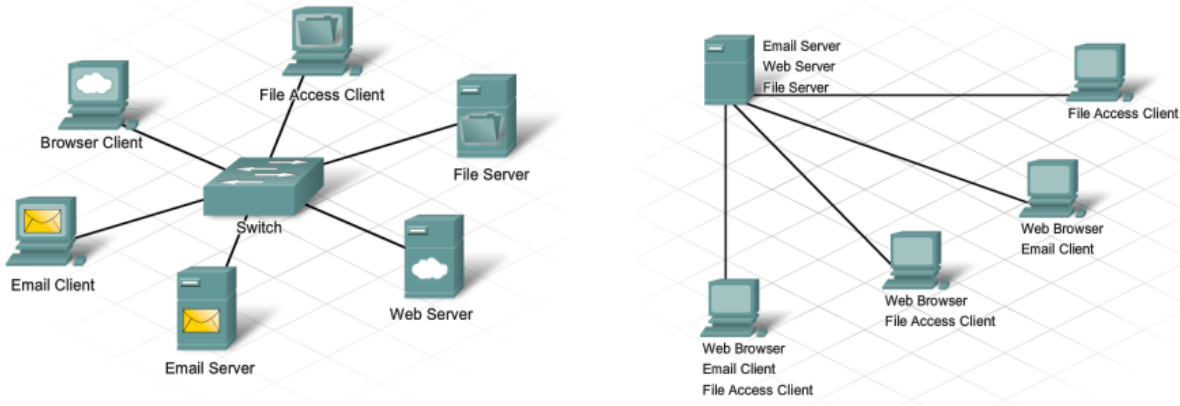 File Access Client
Browser Client
File Server
Switch
Email Client
Web Server
Email Server
Email Server
Web Server
File Server
File Access Client
Web Browser
Email Client
Web Browser
File Access Client
Web Browser
Email Client
File Access Client